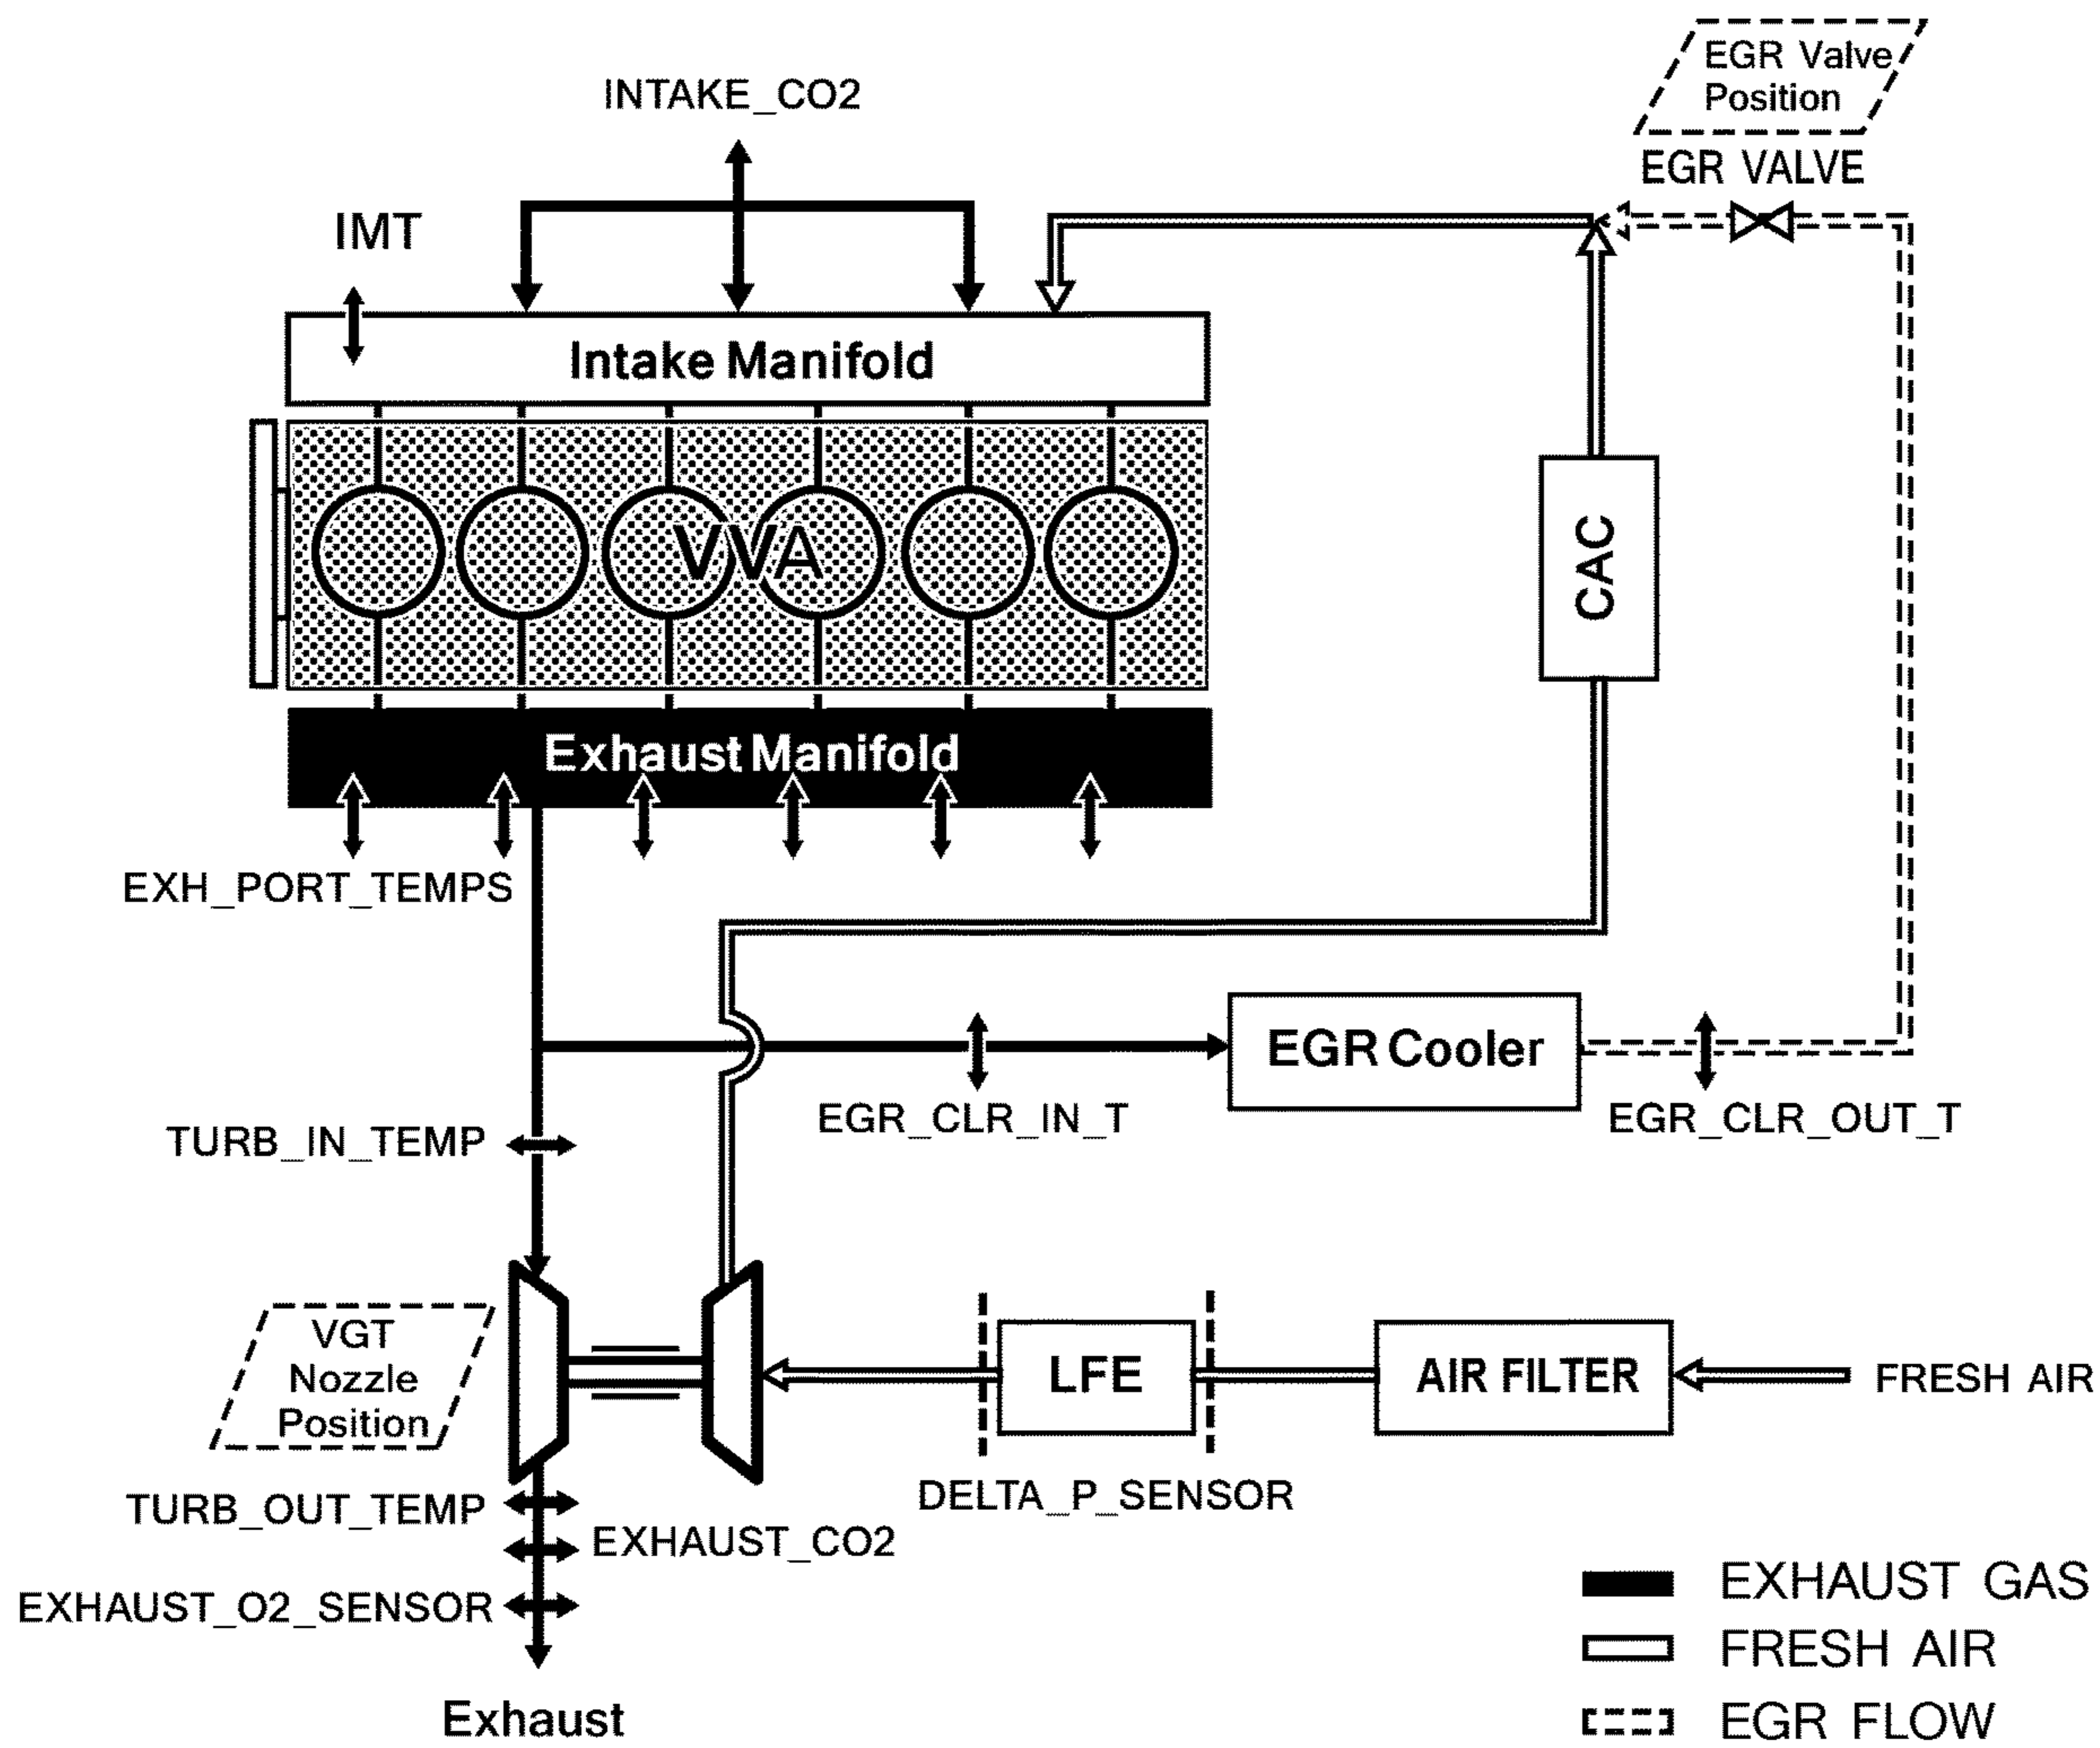 EGR Valve
Position
EGR VALVE
INTAKE_CO2
IMT
Intake Manifold
VVA
CAC
Exhaust Manifold
EXH_PORT_TEMPS
EGR Cooler
EGR_CLR_IN_T
EGR_CLR_OUT_T
TURB_IN_TEMP
VGT
Nozzle
Position
LFE
AIR FILTER
FRESH AIR
DELTA_P_SENSOR
TURB_OUT_TEMP
EXHAUST_CO2
EXHAUST_O2_SENSOR
Exhaust
EXHAUST GAS
FRESH AIR
EGR FLOW